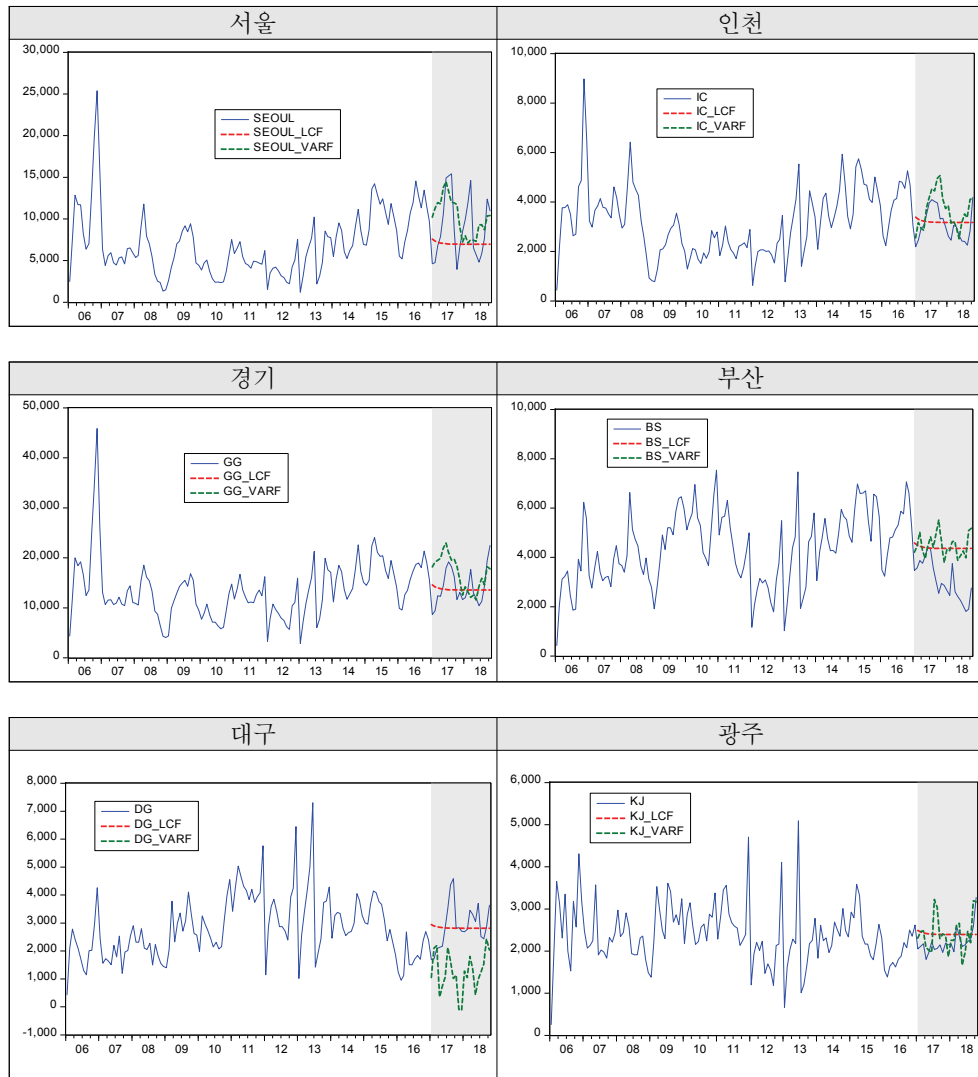 서울
인천
30,000
25,000
20,000
15,000
10,000
5,000
0
SEOUL
SEOUL_LCF
SEOUL_VARF
06 07 08 09 10 11 12 13 14 15 16 17 18
10,000
8,000
6,000
4,000
2,000
0
IC
IC_LCF
IC_VARF
06 07 08 09 10 11 12 13 14 15 16 17 18
경기
부산
50,000
40,000
30,000
20,000
10,000
0
GG
GG_LCF
GG_VARF
06 07 08 09 10 11 12 13 14 15 16 17 18
10,000
8,000
6,000
4,000
2,000
0
BS
BS_LCF
BS_VARF
06 07 08 09 10 11 12 13 14 15 16 17 18
대구
광주
8,000
7,000
6,000
5,000
4,000
3,000
2,000
1,000
0
-1,000
DG
DG_LCF
DG_VARF
06 07 08 09 10 11 12 13 14 15 16 17 18
6,000
5,000
4,000
3,000
2,000
1,000
0
KJ
KJ_LCF
KJ_VARF
06 07 08 09 10 11 12 13 14 15 16 17 18